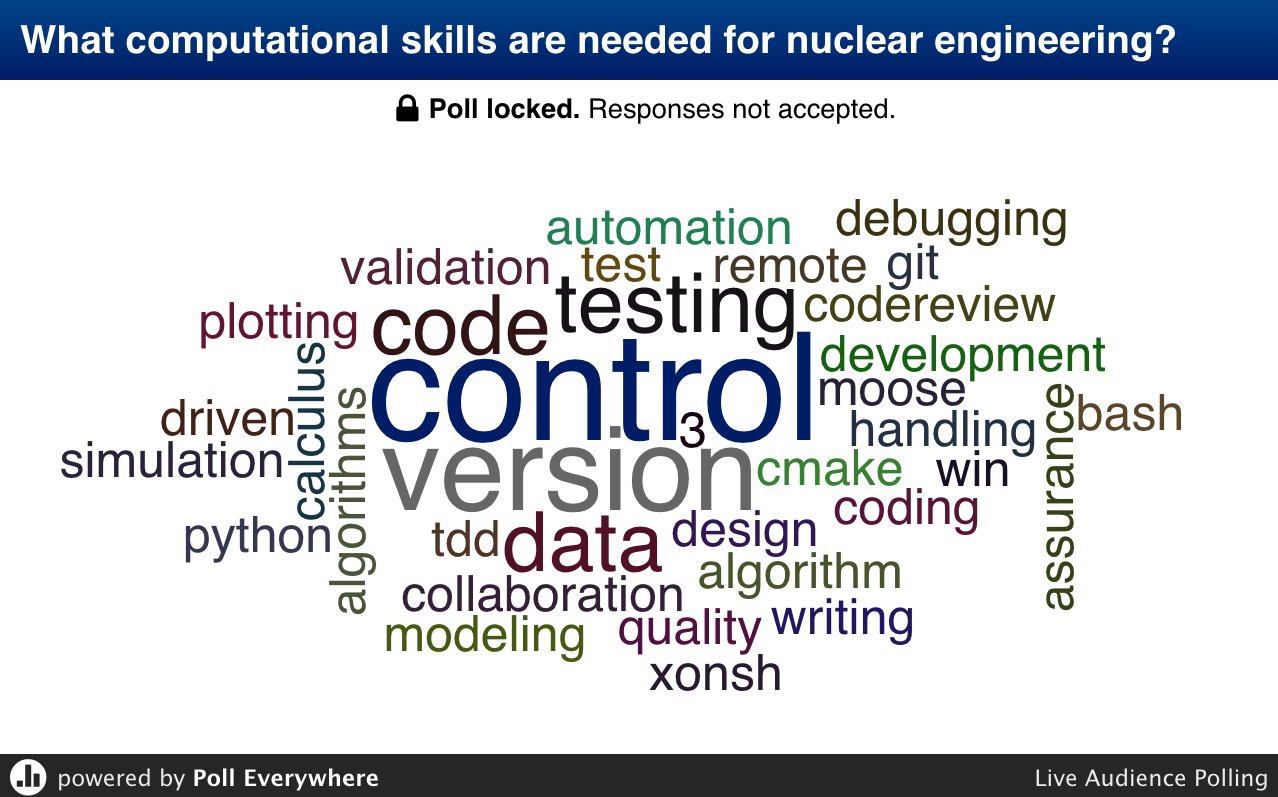 What computational skills are needed for nuclear engineering?
Poll locked. Responses not accepted.
automation
debugging
validation
test
remote
git
plotting
code
testing
codereview
control
development
calculus
moose
driven
algorithms
3
handling
assurance
bash
simulation
version
cmake
win
python
tdd
data
design
coding
collaboration
algorithm
modeling
quality
writing
xonsh
powered by Poll Everywhere
Live Audience Polling